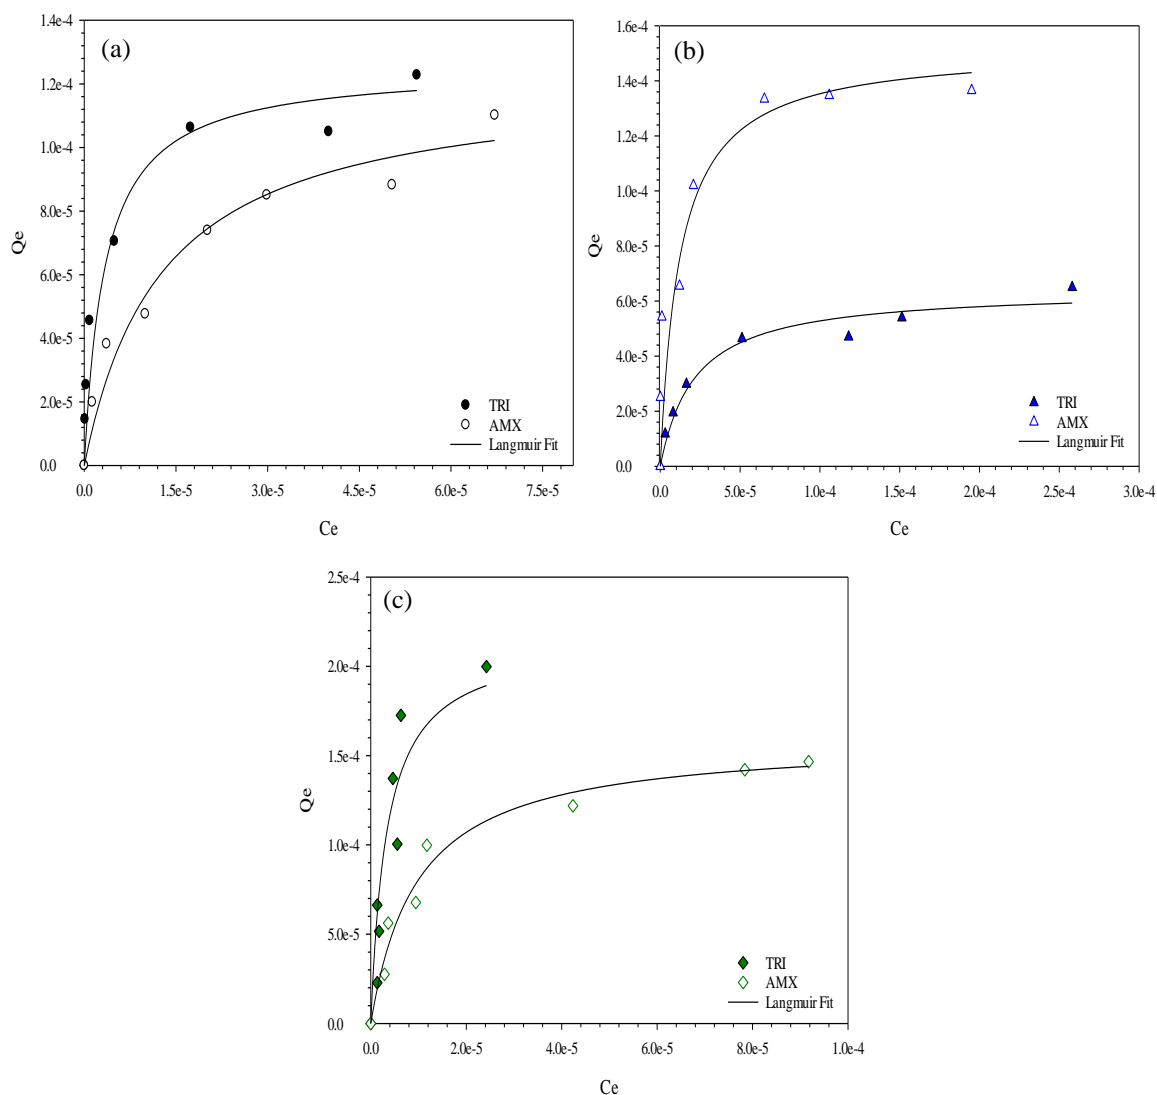 (a)
1.4e-4
1.2e-4
1.0e-4
8.0e-5
6.0e-5
4.0e-5
2.0e-5
0.0
Qe
TRI
AMX
Langmuir Fit
0.0 1.5e-5 3.0e-5 4.5e-5 6.0e-5 7.5e-5
Ce
(b)
1.6e-4
1.4e-4
1.2e-4
1.0e-4
8.0e-5
6.0e-5
4.0e-5
2.0e-5
0.0
Qe
TRI
AMX
Langmuir Fit
0.0 5.0e-5 1.0e-4 1.5e-4 2.0e-4 2.5e-4 3.0e-4
Ce
(c)
2.5e-4
2.0e-4
1.5e-4
1.0e-4
5.0e-5
0.0
Qe
TRI
AMX
Langmuir Fit
0.0 2.0e-5 4.0e-5 6.0e-5 8.0e-5 1.0e-4
Ce